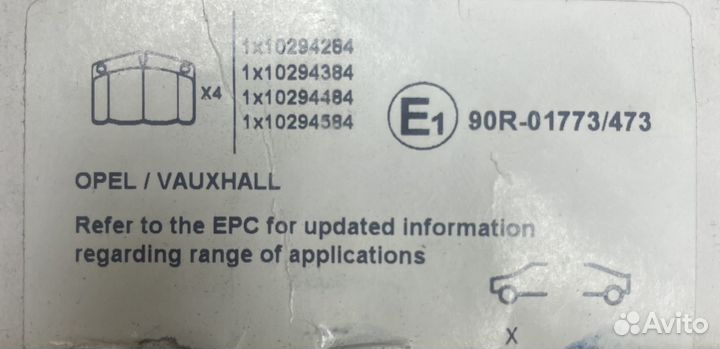 X4
1x10294284
1x10294384
1x10294484
1x10294584
E1 90R-01773/473
OPEL / VAUXHALL
Refer to the EPC for updated information
regarding range of applications
X
Avito